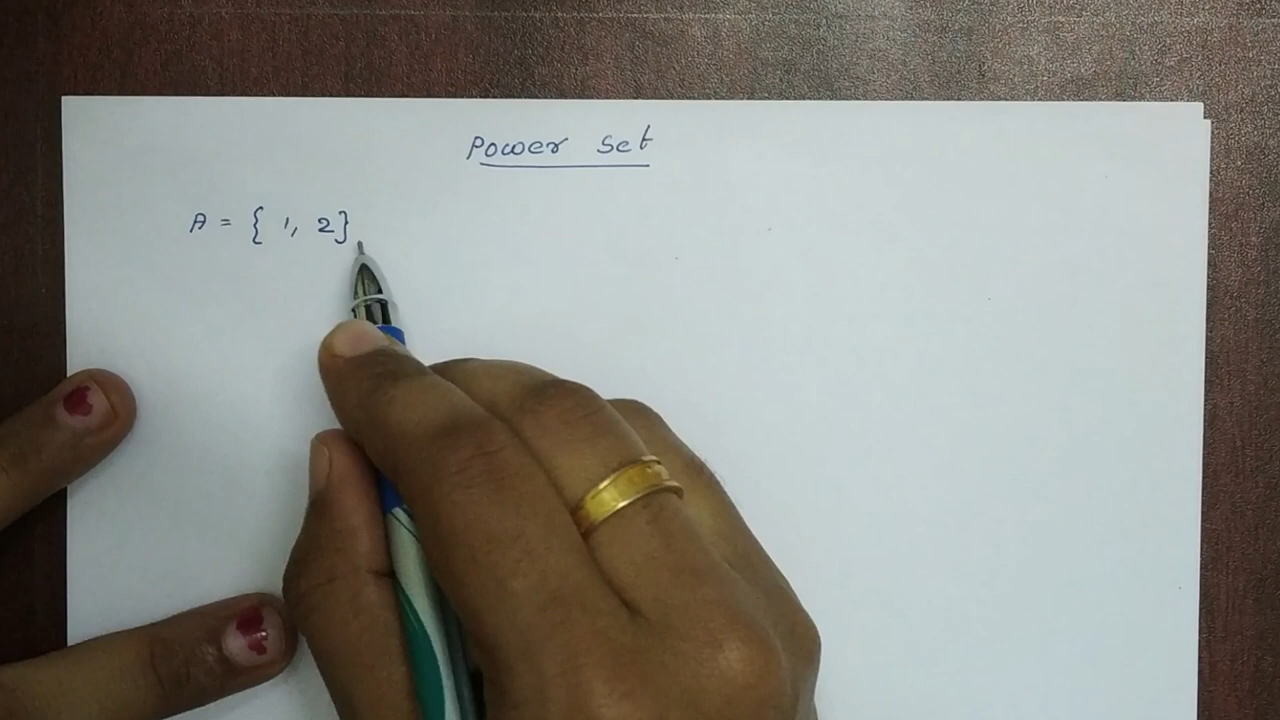 Power Set
A = { 1, 2}